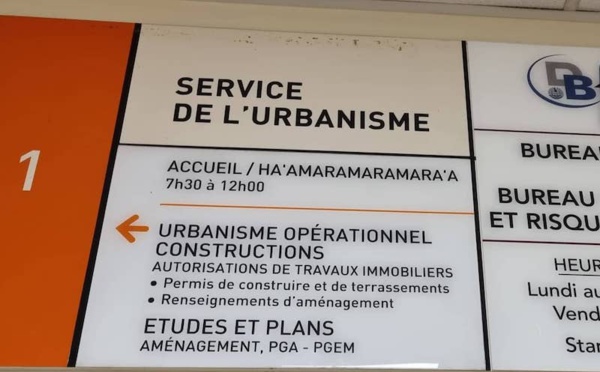 1
SERVICE
DE L'URBANISME
ACCUEIL / HA'AMARAMARAMARA'A
7h30 à 12h00
URBANISME OPÉRATIONNEL
CONSTRUCTIONS
AUTORISATIONS DE TRAVAUX IMMOBILIERS
• Permis de construire et de terrassements
• Renseignements d'aménagement
ETUDES ET PLANS
AMÉNAGEMENT, PGA - PGEM
BUREAU
ET RISQU
HEUR
Lundi au
Vend